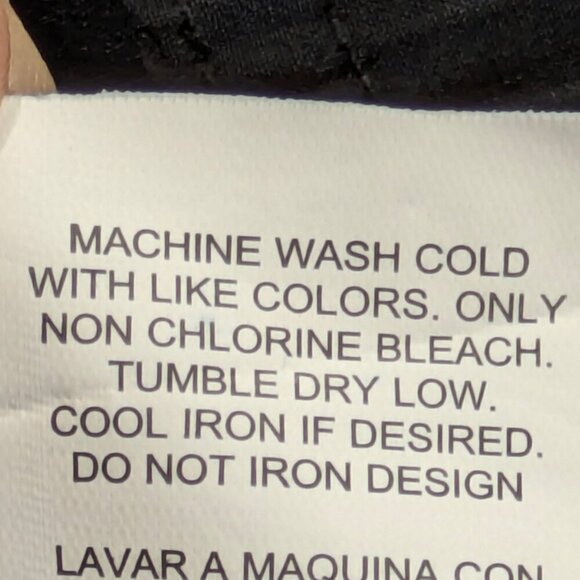 MACHINE WASH COLD
WITH LIKE COLORS. ONLY
NON CHLORINE BLEACH.
TUMBLE DRY LOW.
COOL IRON IF DESIRED.
DO NOT IRON DESIGN
LAVAR A MAQUINA CON